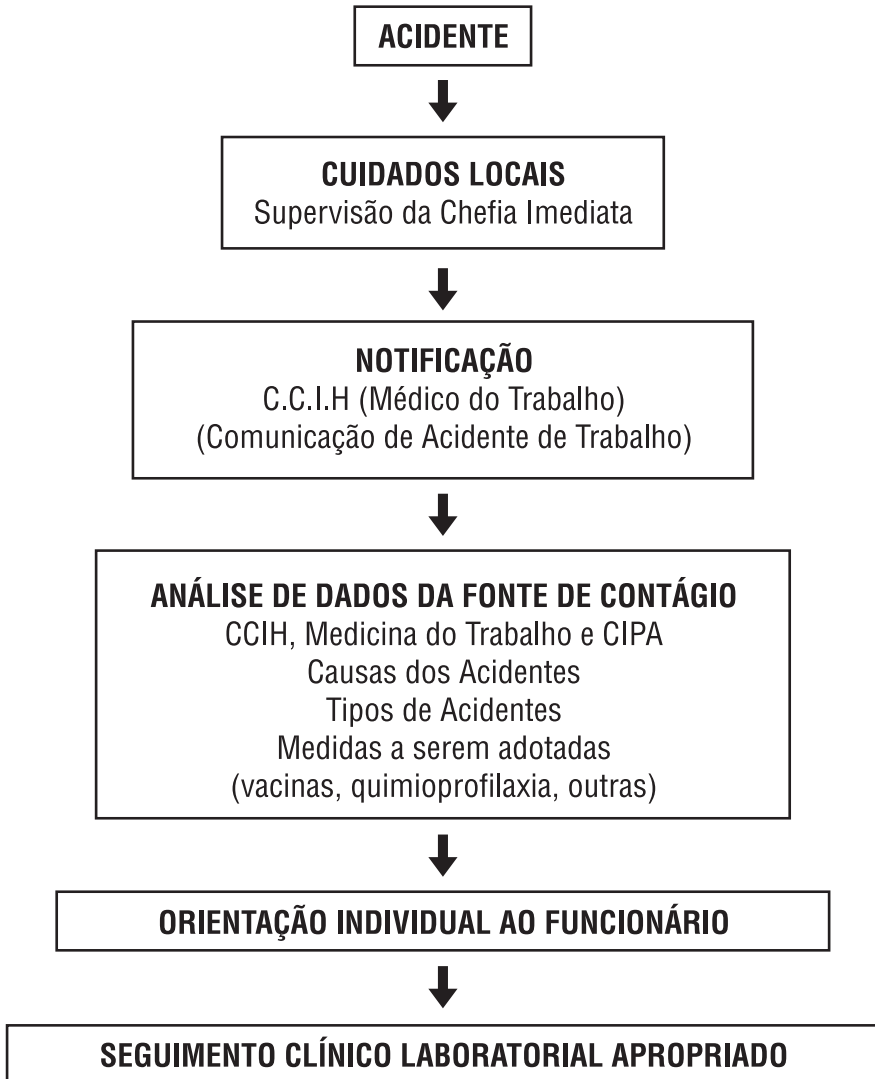 ACIDENTE
CUIDADOS LOCAIS
Supervisão da Chefia Imediata
NOTIFICAÇÃO
C.C.I.H (Médico do Trabalho)
(Comunicação de Acidente de Trabalho)
ANÁLISE DE DADOS DA FONTE DE CONTÁGIO
CCIH, Medicina do Trabalho e CIPA
Causas dos Acidentes
Tipos de Acidentes
Medidas a serem adotadas
(vacinas, quimioprofilaxia, outras)
ORIENTAÇÃO INDIVIDUAL AO FUNCIONÁRIO
SEGUIMENTO CLÍNICO LABORATORIAL APROPRIADO